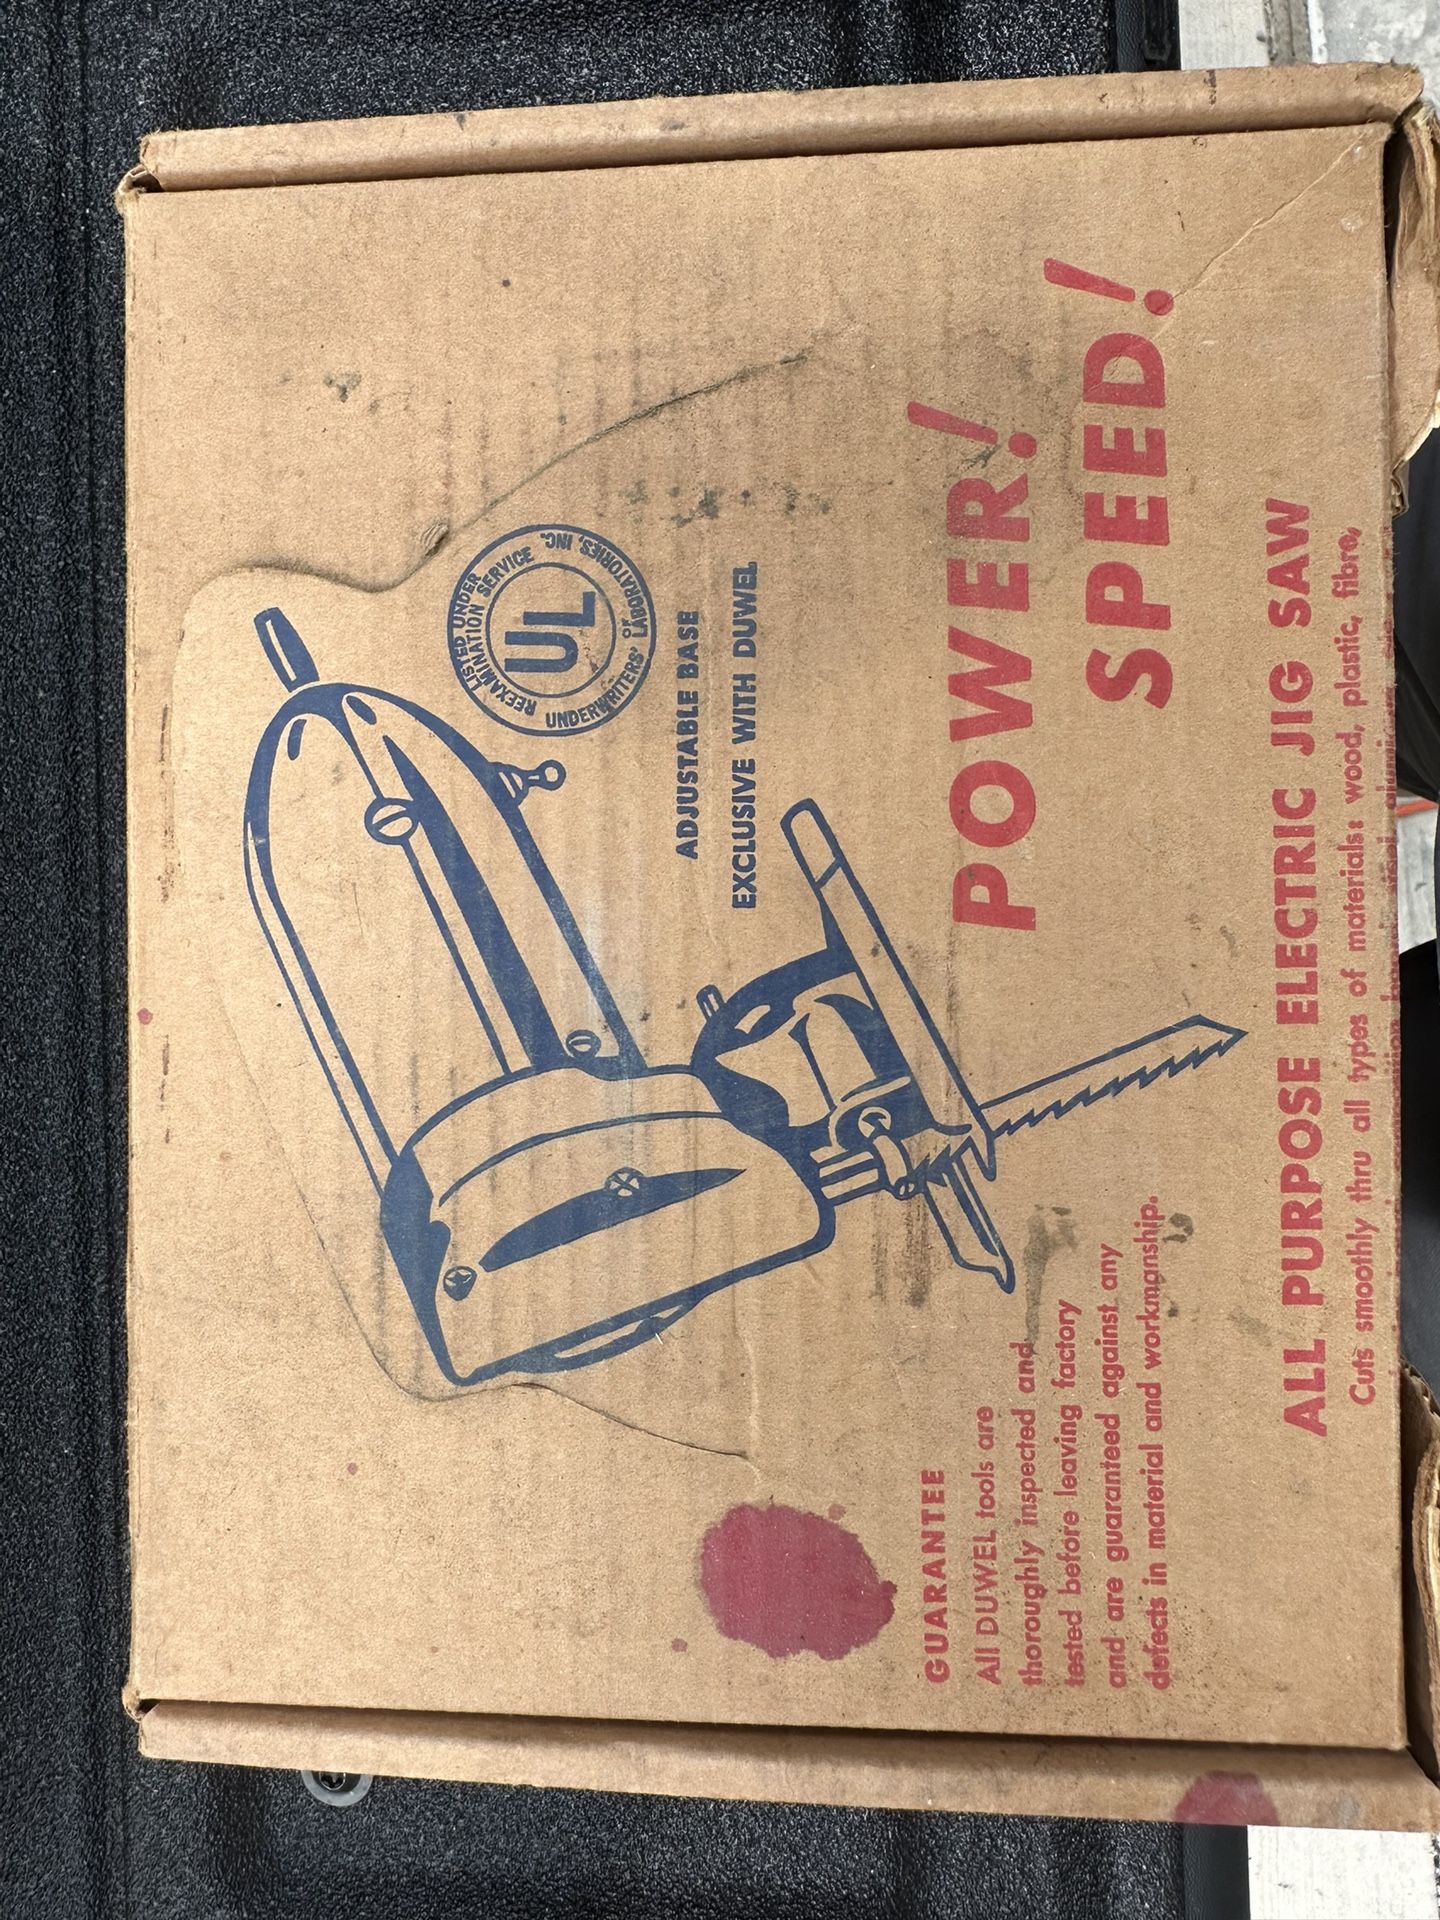 LISTED UNDER
REEXAMINATION SERVICE
UL
OF
UNDERWRITERS' LABORATORIES, INC.
ADJUSTABLE BASE
EXCLUSIVE WITH DUWEL
POWER!
SPEED!
GUARANTEE
All DUWEL tools are
thoroughly inspected and
tested before leaving factory
and are guaranteed against any
defects in material and workmanship.
ALL PURPOSE ELECTRIC JIG SAW
Cuts smoothly thru all types of materials: wood, plastic, fibre,